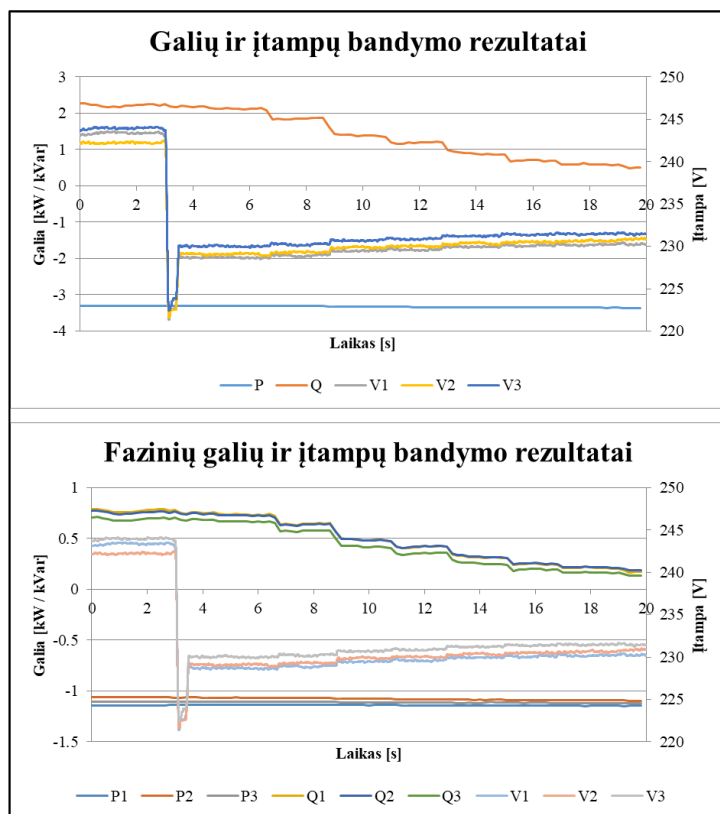 Galių ir įtampų bandymo rezultatai
3
2
1
0
-1
-2
-3
-4
Galia [kW / kVar]
0 2 4 6 8 10 12 14 16 18 20
250
245
240
235
230
225
220
Įtampa [V]
Laikas [s]
P Q V1 V2 V3
Fazinių galių ir įtampų bandymo rezultatai
1
0.5
0
-0.5
-1
-1.5
Galia [kW / kVar]
0 2 4 6 8 10 12 14 16 18 20
250
245
240
235
230
225
220
Įtampa [V]
Laikas [s]
P1 P2 P3 Q1 Q2 Q3 V1 V2 V3